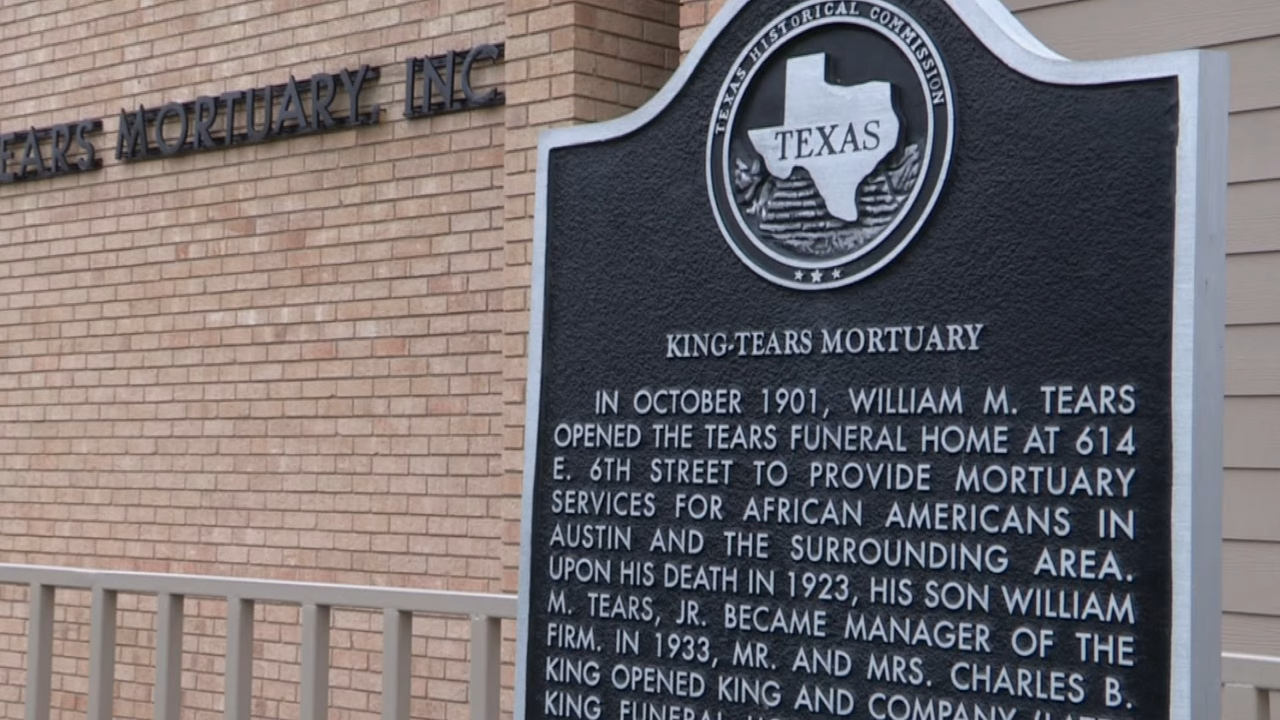 EARS MORTUARY, INC
TEXAS HISTORICAL COMMISSION
TEXAS
KING-TEARS MORTUARY
IN OCTOBER 1901, WILLIAM M. TEARS
OPENED THE TEARS FUNERAL HOME AT 614
E. 6TH STREET TO PROVIDE MORTUARY
SERVICES FOR AFRICAN AMERICANS IN
AUSTIN AND THE SURROUNDING AREA.
UPON HIS DEATH IN 1923, HIS SON WILLIAM
M. TEARS, JR. BECAME MANAGER OF THE
FIRM. IN 1933, MR. AND MRS. CHARLES B.
KING OPENED KING AND COMPANY
KING FUNERAL